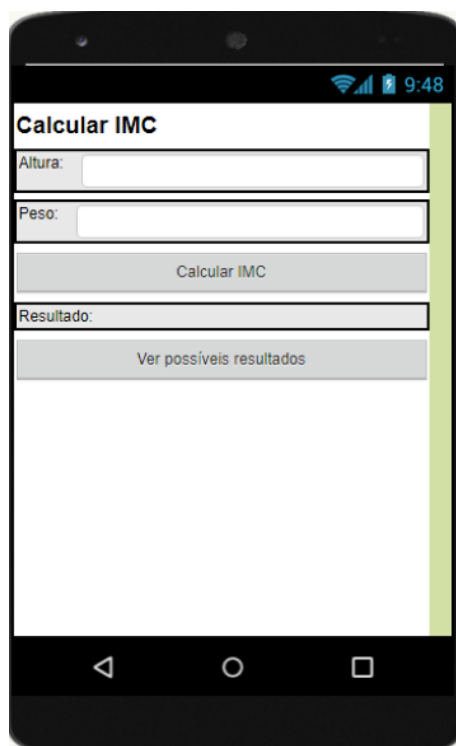 9:48
Calcular IMC
Altura:
Peso:
Calcular IMC
Resultado:
Ver possíveis resultados